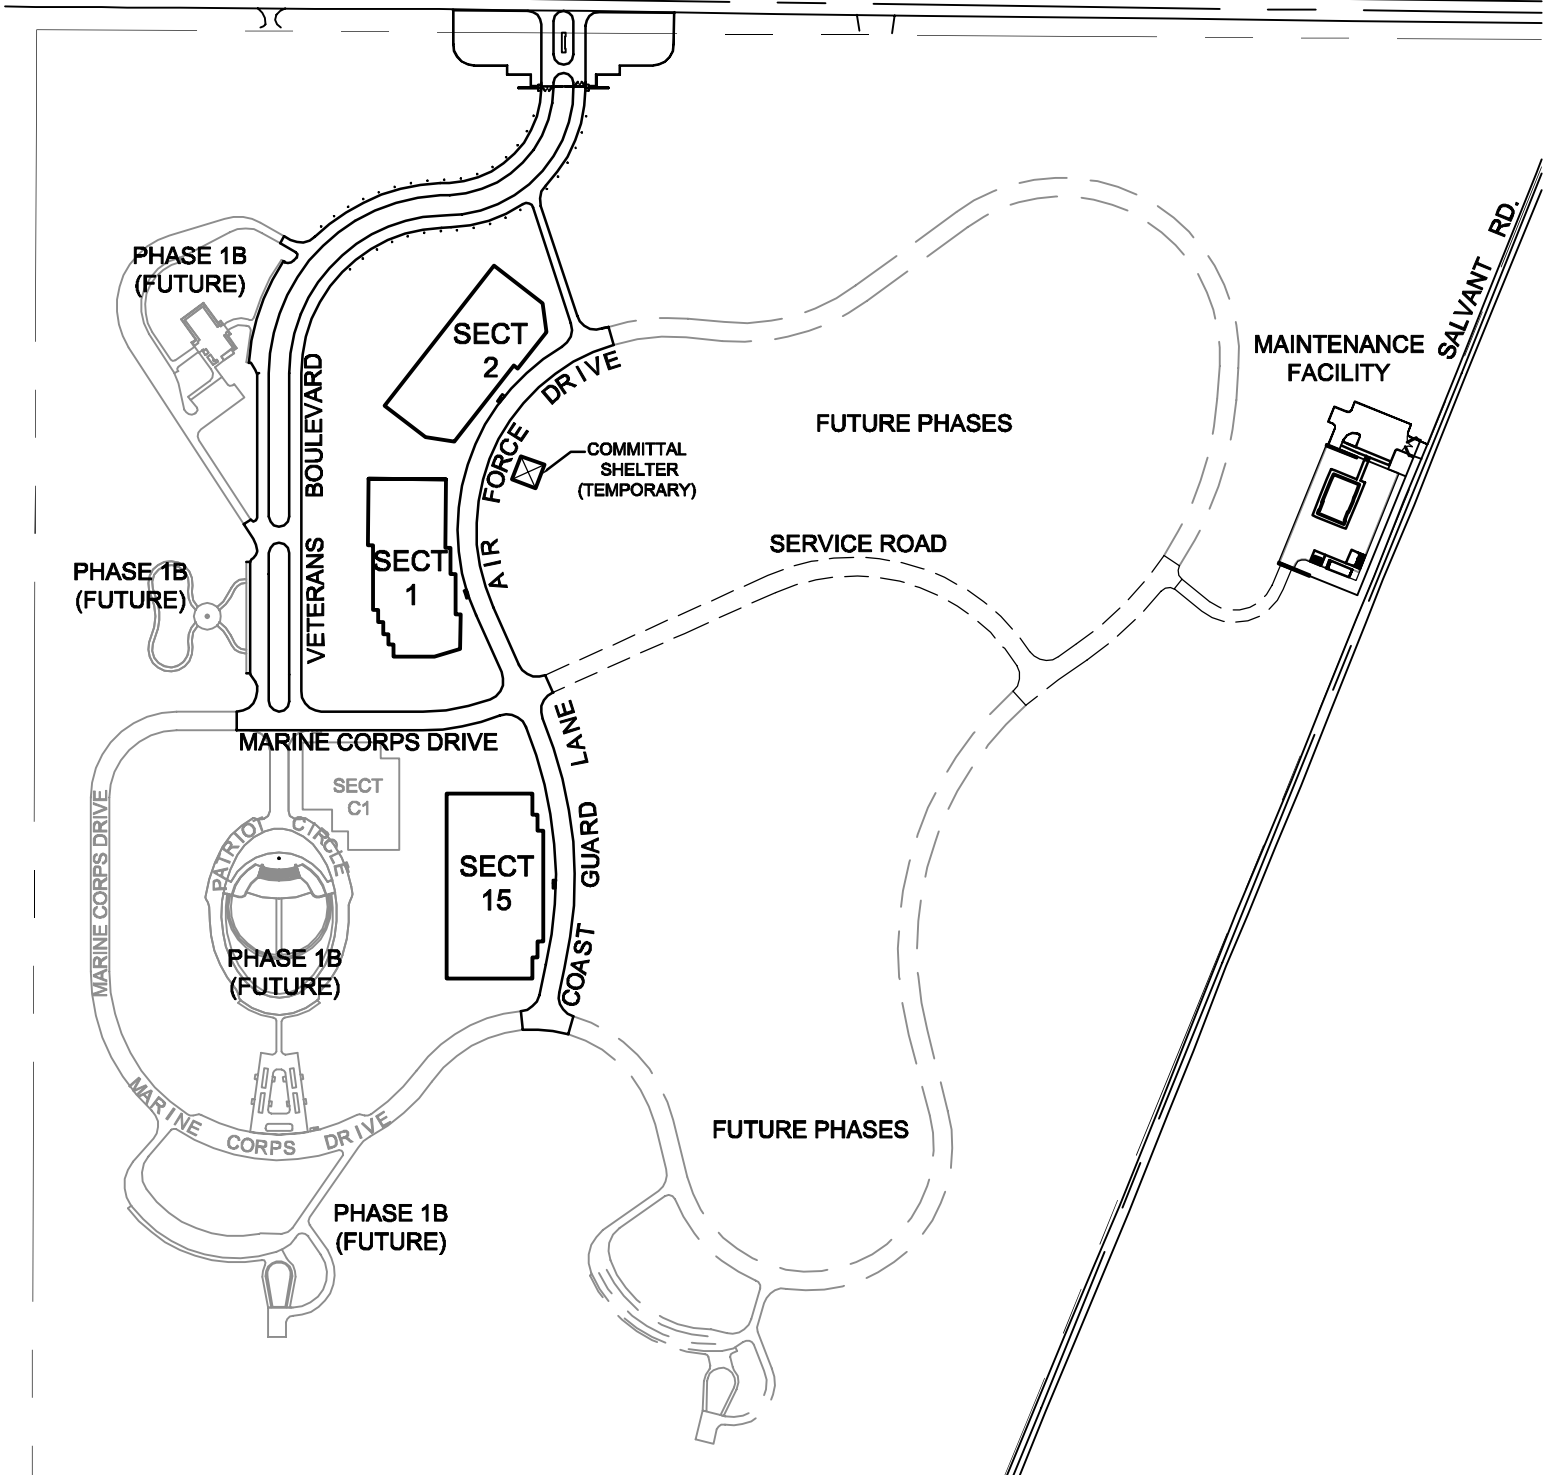 SALVANT RD.
PHASE 1B
(FUTURE)
SECT
2
MAINTENANCE
FACILITY
VETERANS BOULEVARD
AIR FORCE DRIVE
FUTURE PHASES
COMMITTAL
SHELTER
(TEMPORARY)
SERVICE ROAD
SECT
1
PHASE 1B
(FUTURE)
MARINE CORPS DRIVE
COAST GUARD LANE
SECT
C1
MARINE CORPS DRIVE
PATRIOT CIRCLE
SECT
15
PHASE 1B
(FUTURE)
MARINE CORPS DRIVE
FUTURE PHASES
PHASE 1B
(FUTURE)